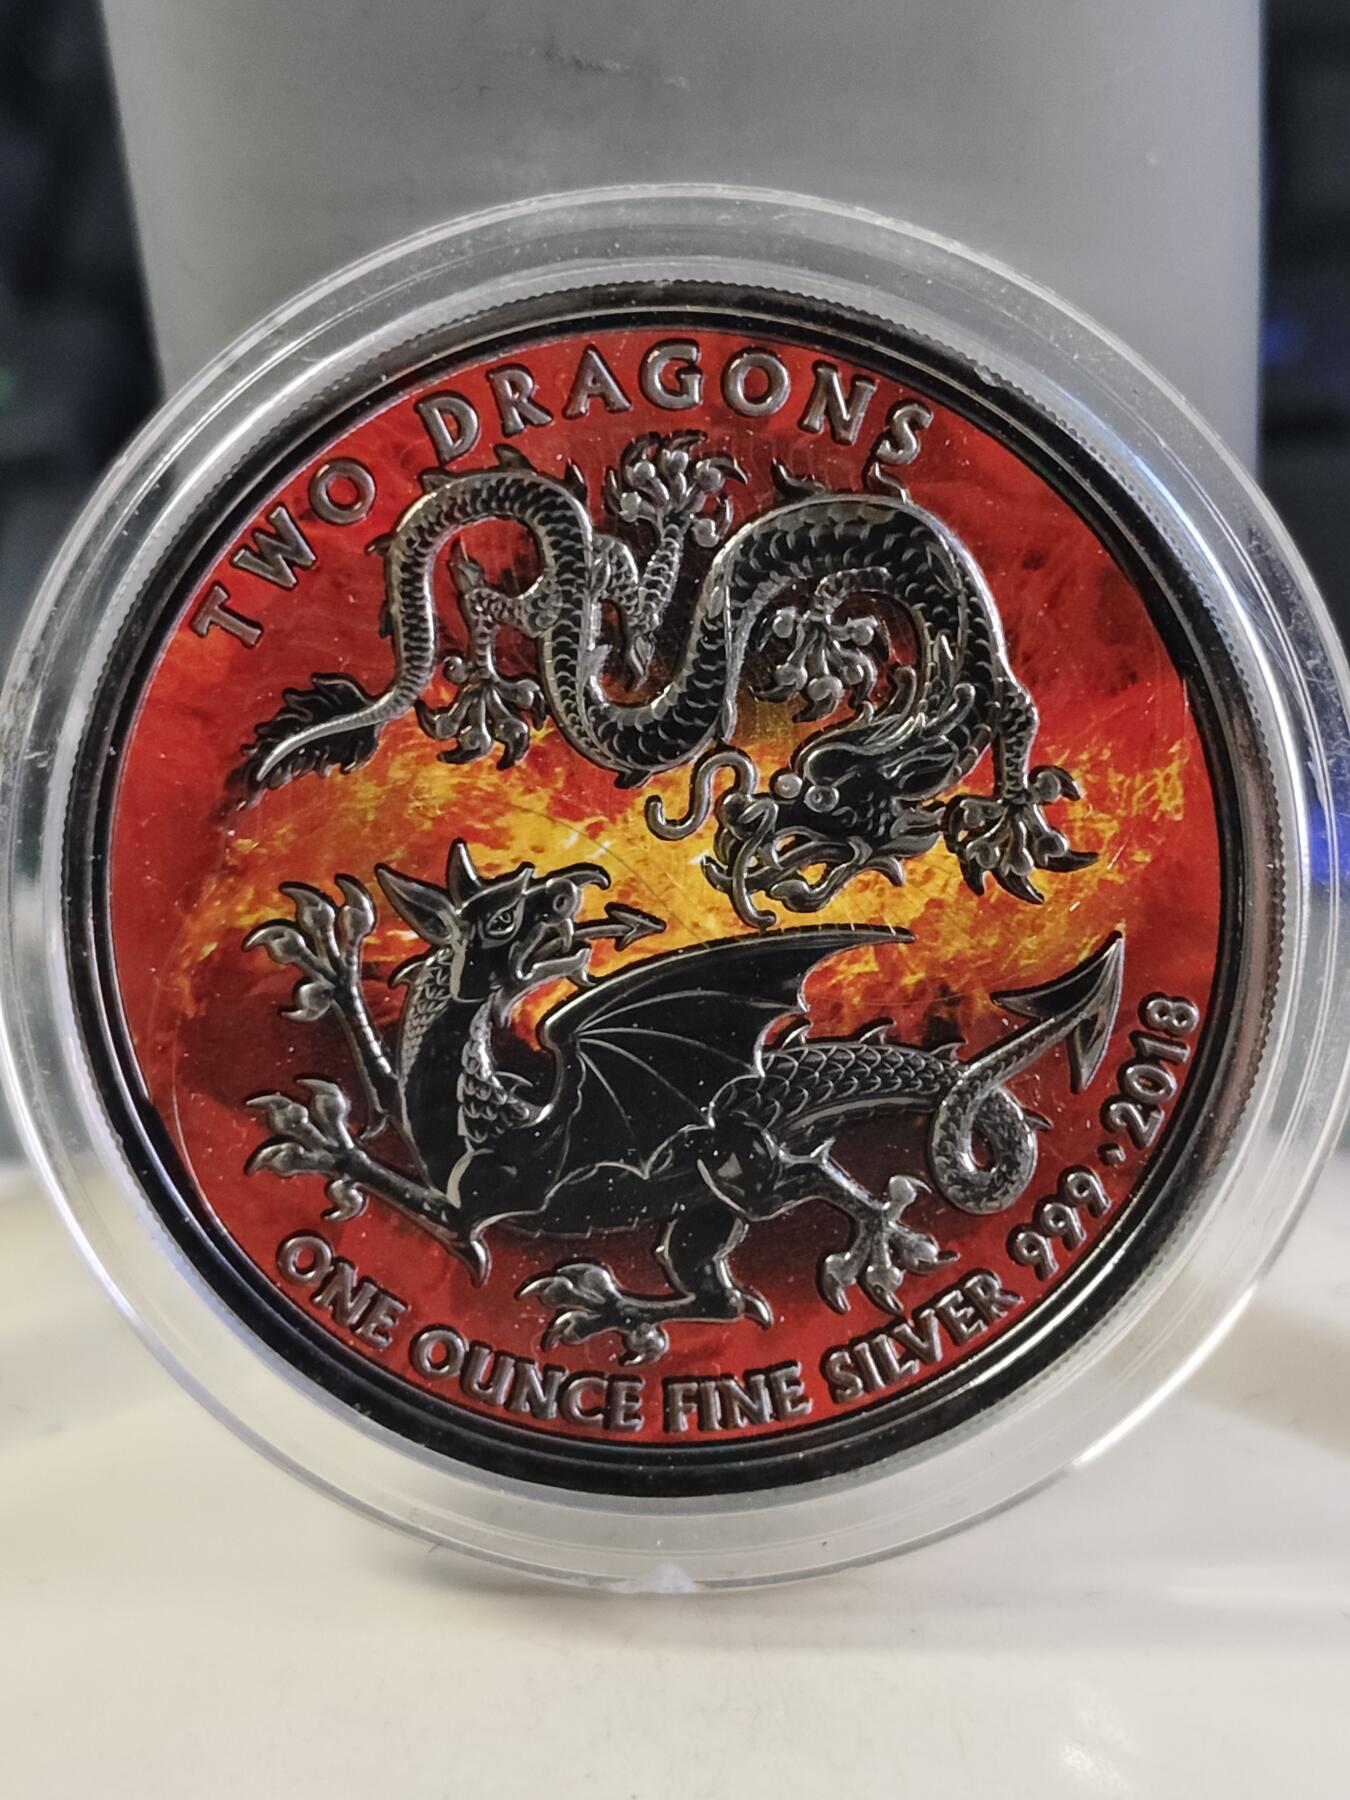 TWO DRAGONS
ONE OUNCE FINE SILVER 999 · 2018